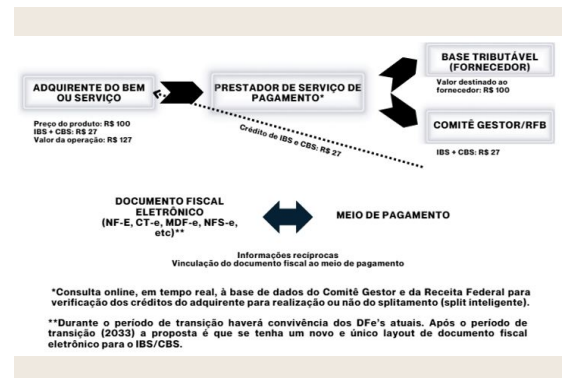 BASE TRIBUTÁVEL
(FORNECEDOR)
Valor destinado ao
fornecedor: R$ 100
ADQUIRENTE DO BEM
OU SERVIÇO
PRESTADOR DE SERVIÇO DE
PAGAMENTO*
COMITÊ GESTOR/RFB
Preço do produto: R$ 100
IBS + CBS: R$ 27
Valor da operação: R$ 127
Crédito de IBS e CBS: R$ 27
IBS + CBS: R$ 27
DOCUMENTO FISCAL
ELETRÔNICO
(NF-E, CT-e, MDF-e, NFS-e,
etc)**
MEIO DE PAGAMENTO
Informações recíprocas
Vinculação do documento fiscal ao meio de pagamento
*Consulta online, em tempo real, à base de dados do Comitê Gestor e da Receita Federal para
verificação dos créditos do adquirente para realização ou não do splitamento (split inteligente).
**Durante o período de transição haverá convivência dos DFe's atuais. Após o período de
transição (2033) a proposta é que se tenha um novo e único layout de documento fiscal
eletrônico para o IBS/CBS.